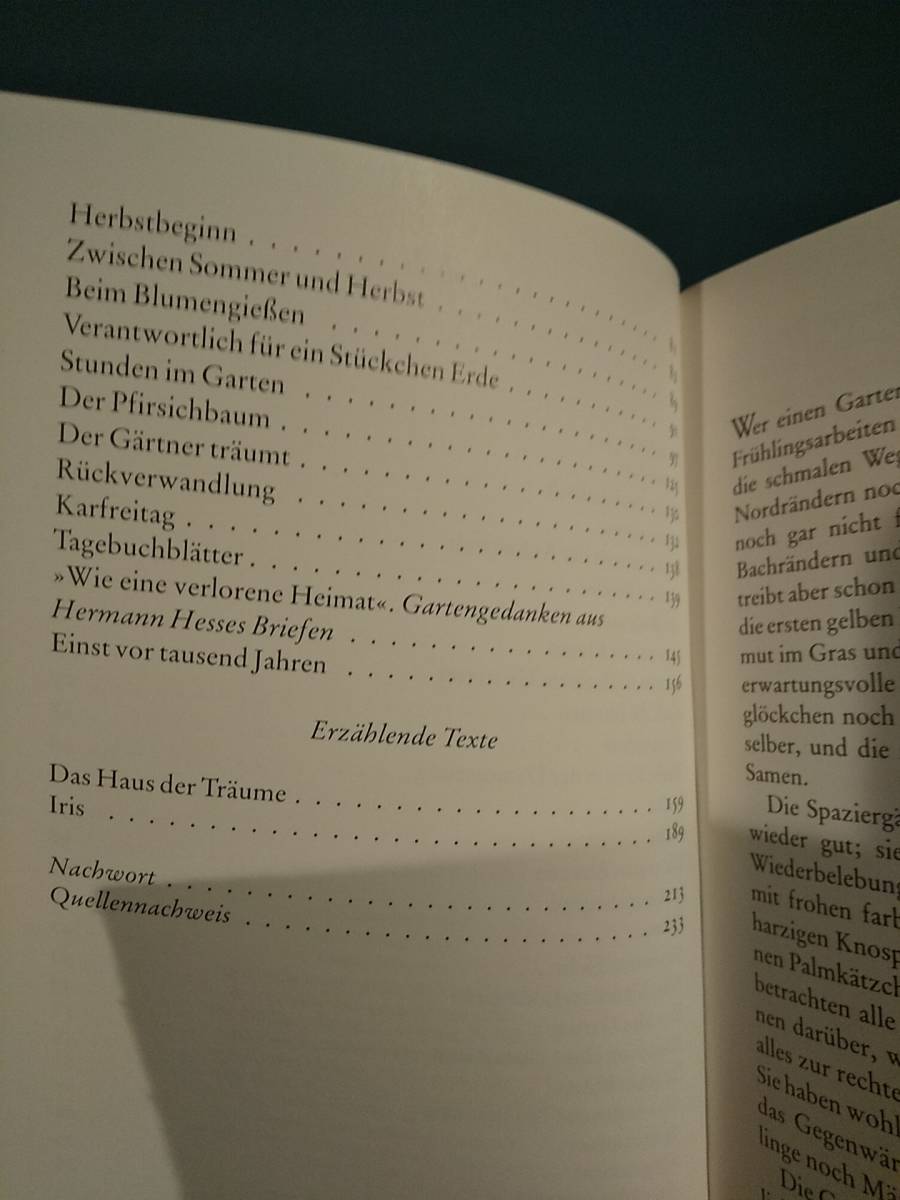 Herbstbeginn
Zwischen Sommer und Herbst
Beim Blumengießen
Verantwortlich für ein Stückchen Erde
Stunden im Garten
Der Pfirsichbaum
Der Gärtner träumt
Rückverwandlung
Karfreitag
Tagebuchblätter
»Wie eine verlorene Heimat«. Gartengedanken aus
Hermann Hesses Briefen . . . . . . . . . . . . . . . . . 145
Einst vor tausend Jahren . . . . . . . . . . . . . . . . . 156
Erzählende Texte
Das Haus der Träume . . . . . . . . . . . . . . . . . . . 159
Iris . . . . . . . . . . . . . . . . . . . . . . . . . . . 189
Nachwort . . . . . . . . . . . . . . . . . . . . . . . . 213
Quellennachweis . . . . . . . . . . . . . . . . . . . . . 233
Wer einen Garten
Frühlingsarbeiten
die schmalen Weg
Nordrändern noc
noch gar nicht
Bachrändern und
treibt aber schon
die ersten gelben
mut im Gras und
erwartungsvolle
glöckchen noch
selber, und die
Samen.
Die Spaziergä
wieder gut; sie
Wiederbelebung
mit frohen farb
harzigen Knosp
nen Palmkätzch
betrachten alle
nen darüber, w
alles zur rechte
Sie haben wohl
das Gegenwär
linge noch Mä